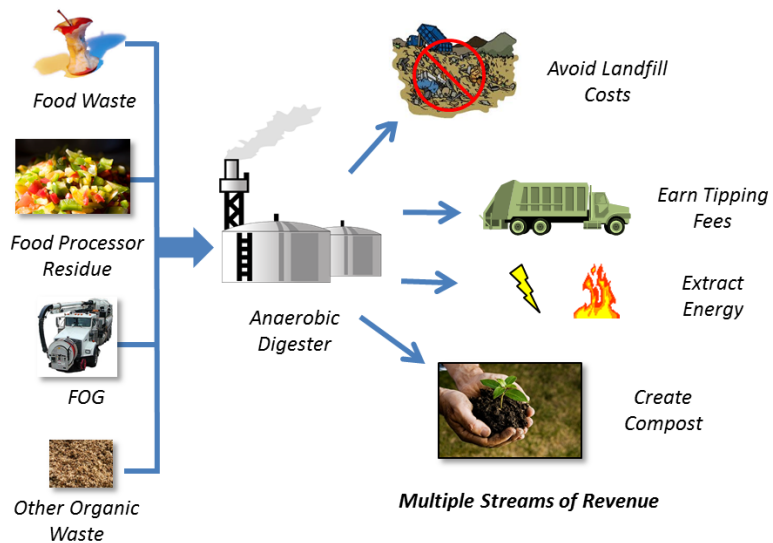 Food Waste
Food Processor
Residue
FOG
Other Organic
Waste
Anaerobic
Digester
Avoid Landfill
Costs
Earn Tipping
Fees
Extract
Energy
Create
Compost
Multiple Streams of Revenue